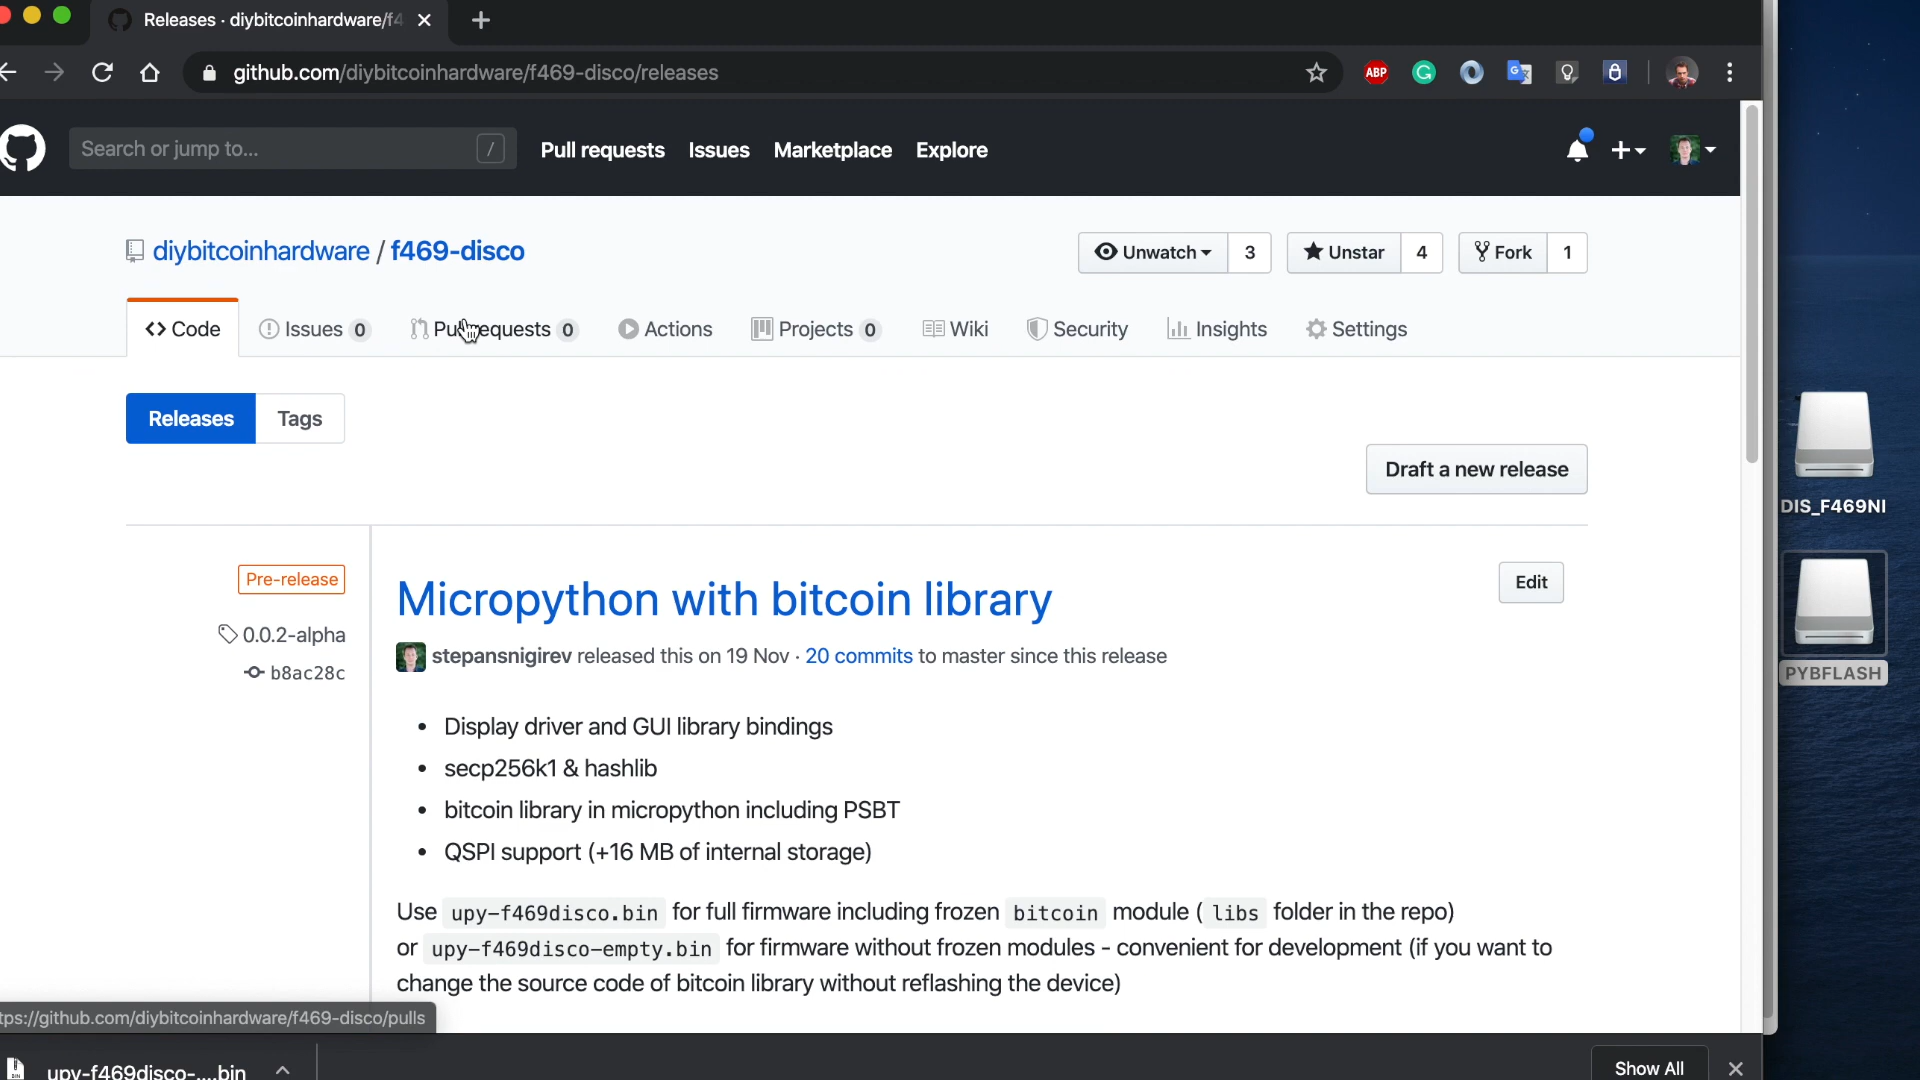 Releases · diybitcoinhardware/f4
github.com/diybitcoinhardware/f469-disco/releases
ABP
Search or jump to...
/
Pull requests
Issues
Marketplace
Explore
diybitcoinhardware / f469-disco
Unwatch
3
Unstar
4
Fork
1
Code
Issues 0
Pull requests 0
Actions
Projects 0
Wiki
Security
Insights
Settings
Releases
Tags
Draft a new release
DIS_F469NI
PYBFLASH
Pre-release
0.0.2-alpha
b8ac28c
Micropython with bitcoin library
Edit
stepansnigirev released this on 19 Nov · 20 commits to master since this release
• Display driver and GUI library bindings
• secp256k1 & hashlib
• bitcoin library in micropython including PSBT
• QSPI support (+16 MB of internal storage)
Use upy-f469disco.bin for full firmware including frozen bitcoin module ( libs folder in the repo)
or upy-f469disco-empty.bin for firmware without frozen modules - convenient for development (if you want to
change the source code of bitcoin library without reflashing the device)
tps://github.com/diybitcoinhardware/f469-disco/pulls
upy-f469disco-....bin
Show All